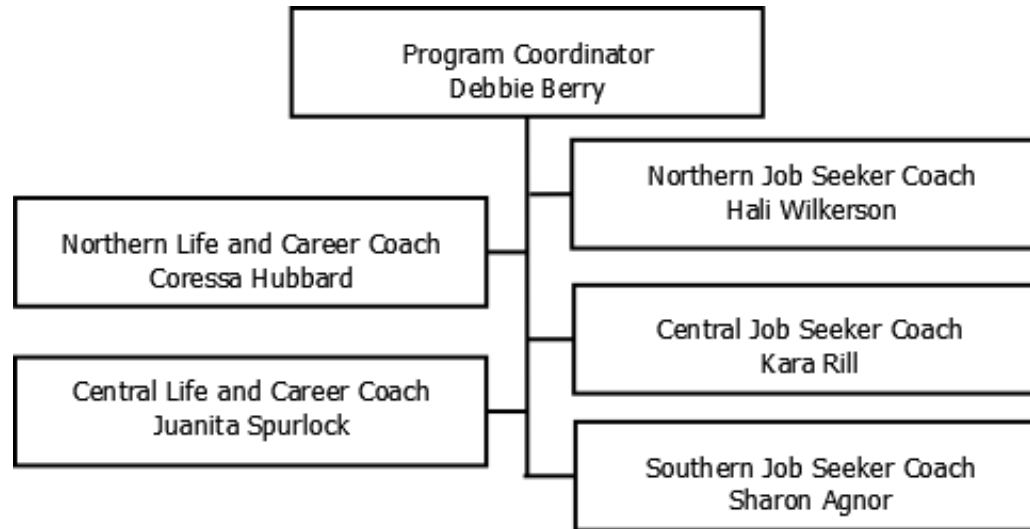 Program Coordinator
Debbie Berry
Northern Job Seeker Coach
Hali Wilkerson
Northern Life and Career Coach
Coressa Hubbard
Central Job Seeker Coach
Kara Rill
Central Life and Career Coach
Juanita Spurlock
Southern Job Seeker Coach
Sharon Agnor